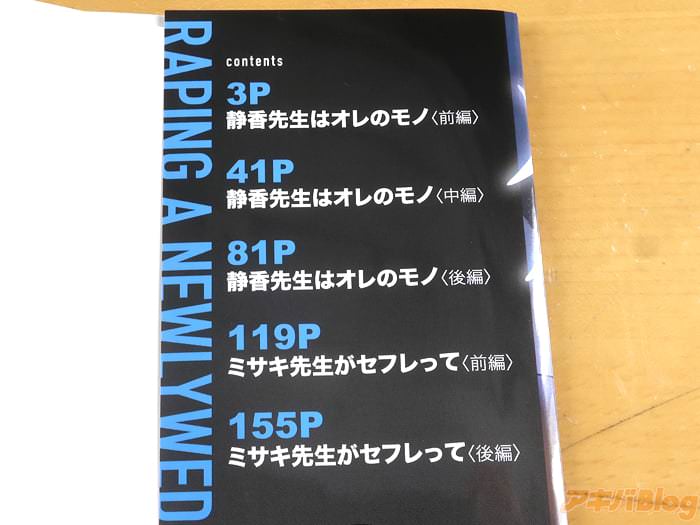 RAPING A NEWLYWED
contents
3P
静香先生はオレのモノ〈前編〉
41P
静香先生はオレのモノ〈中編〉
81P
静香先生はオレのモノ〈後編〉
119P
ミサキ先生がセフレって〈前編〉
155P
ミサキ先生がセフレって〈後編〉
アキバBlog